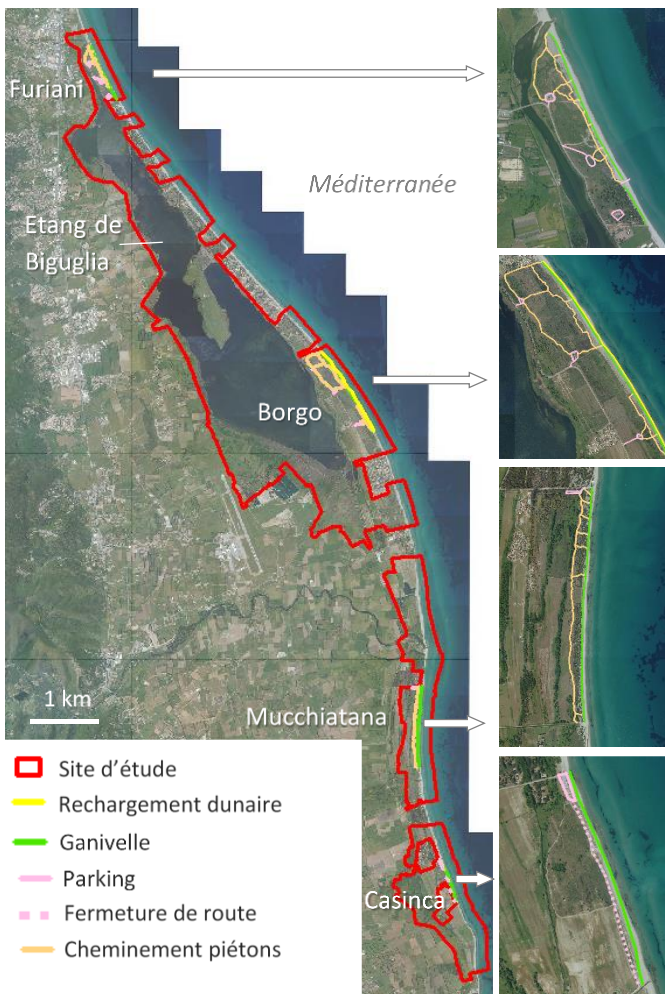 Furiani
Méditerranée
Etang de
Biguglia
Borgo
1 km
Mucchiatana
Casinca
Site d'étude
Rechargement dunaire
Ganivelle
Parking
Fermeture de route
Cheminement piétons